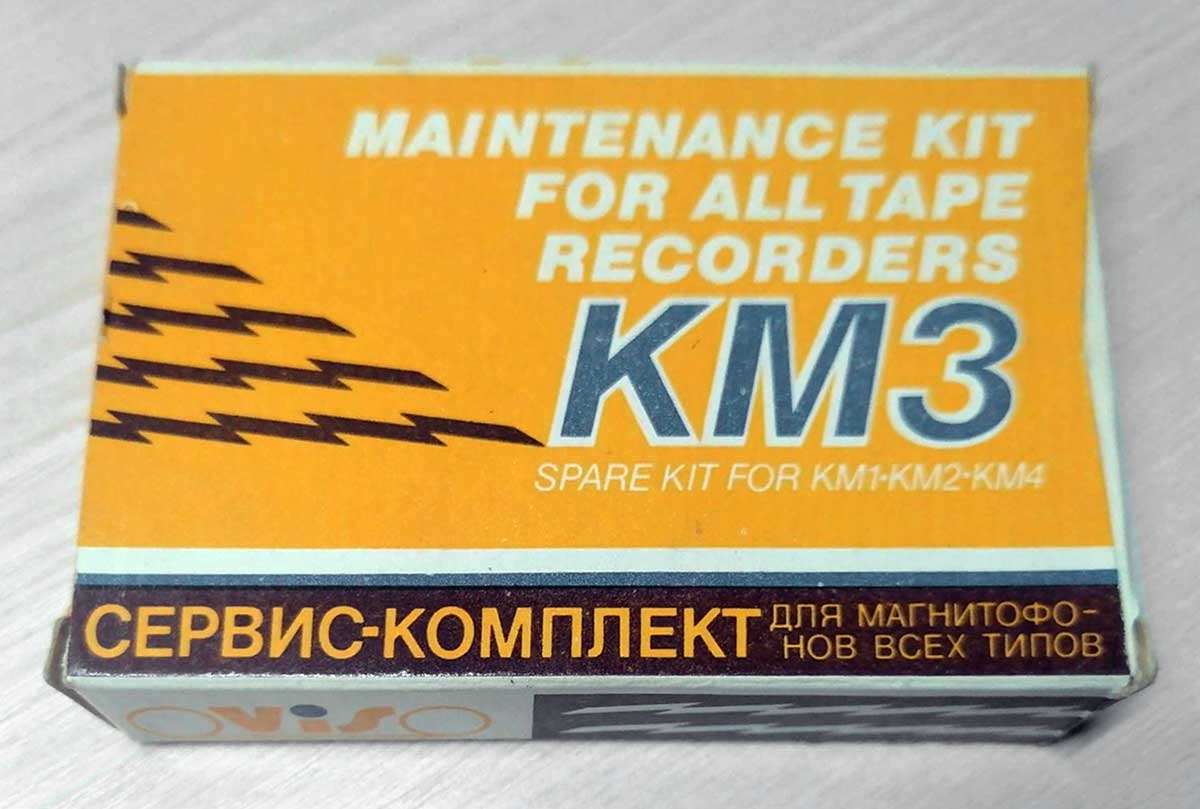 MAINTENANCE KIT
FOR ALL TAPE
RECORDERS
KM3
SPARE KIT FOR KM1-KM2-KM4
СЕРВИС-КОМПЛЕКТ
ДЛЯ МАГНИТОФО-
НОВ ВСЕХ ТИПОВ
ViS